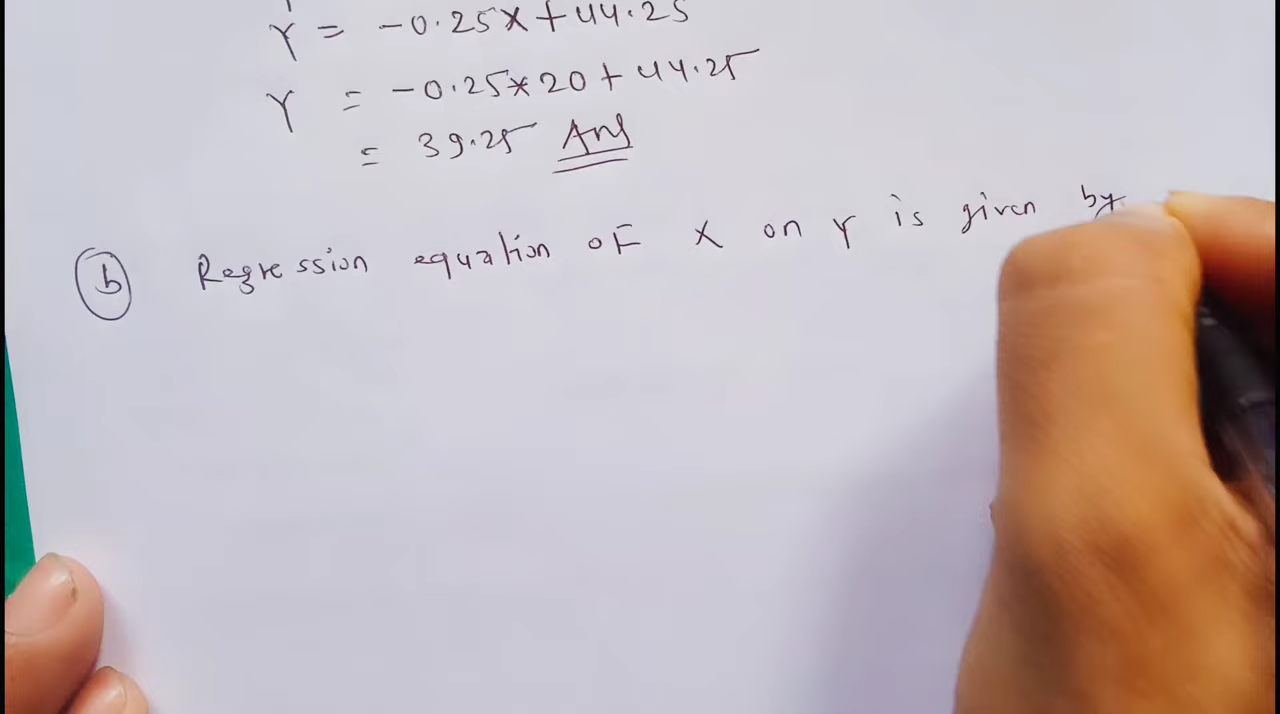 Y = -0.25X + 44.25
Y = -0.25*20 + 44.25
= 39.25 Ans
b Regression equation of X on Y is given by